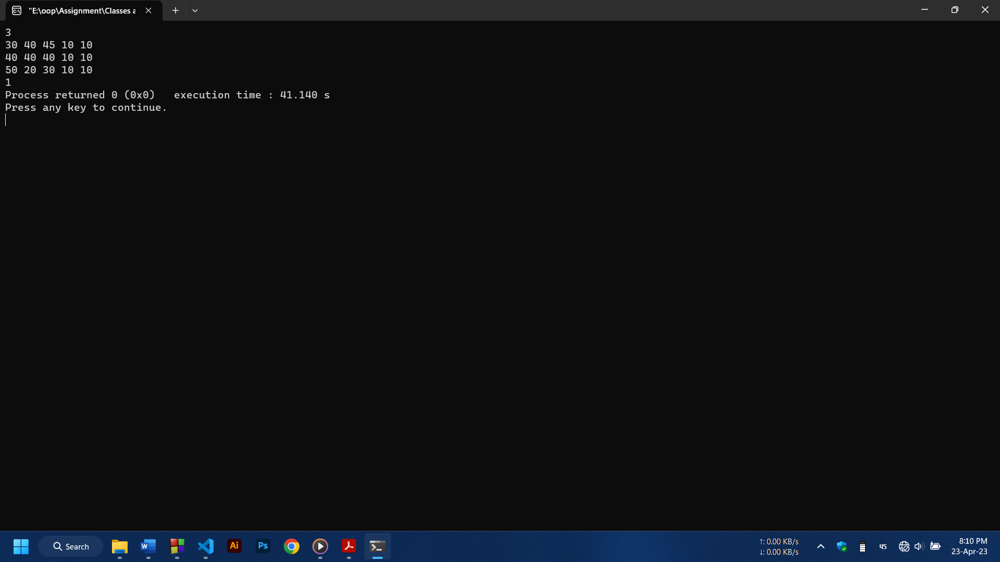 "E:\oop\Assignment\Classes a
3
30 40 45 10 10
40 40 40 10 10
50 20 30 10 10
1
Process returned 0 (0x0)   execution time : 41.140 s
Press any key to continue.
Search
Ai
Ps
↑: 0.00 KB/s
↓: 0.00 KB/s
8:10 PM
23-Apr-23